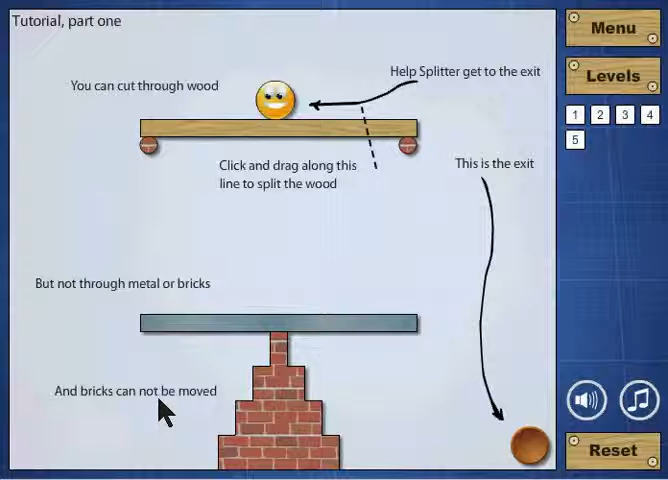 Tutorial, part one
Menu
Help Splitter get to the exit
Levels
You can cut through wood
1 2 3 4
5
Click and drag along this
line to split the wood
This is the exit
But not through metal or bricks
And bricks can not be moved
Reset